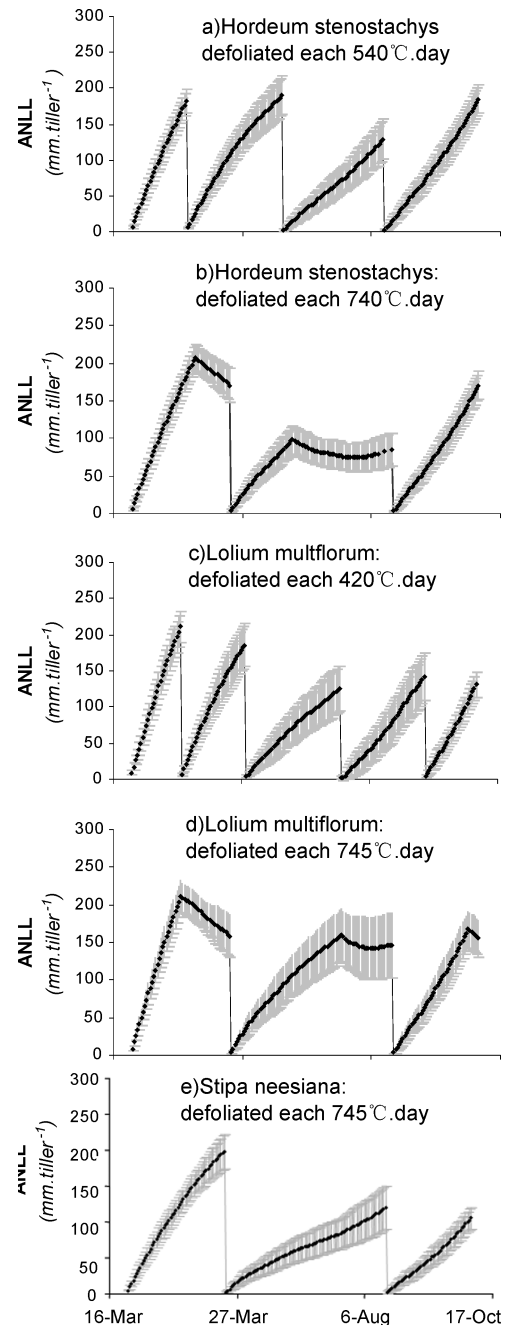 a)Hordeum stenostachys
defoliated each 540℃.day
300
250
200
150
100
50
0
ANLL
(mm.tiller-1)
b)Hordeum stenostachys:
defoliated each 740℃.day
300
250
200
150
100
50
0
ANLL
(mm.tiller-1)
c)Lolium multflorum:
defoliated each 420℃.day
300
250
200
150
100
50
0
ANLL
(mm.tiller-1)
d)Lolium multiflorum:
defoliated each 745℃.day
300
250
200
150
100
50
0
ANLL
(mm.tiller-1)
e)Stipa neesiana:
defoliated each 745℃.day
300
250
200
150
100
50
0
ANLL
(mm.tiller-1)
16-Mar 27-Mar 6-Aug 17-Oct